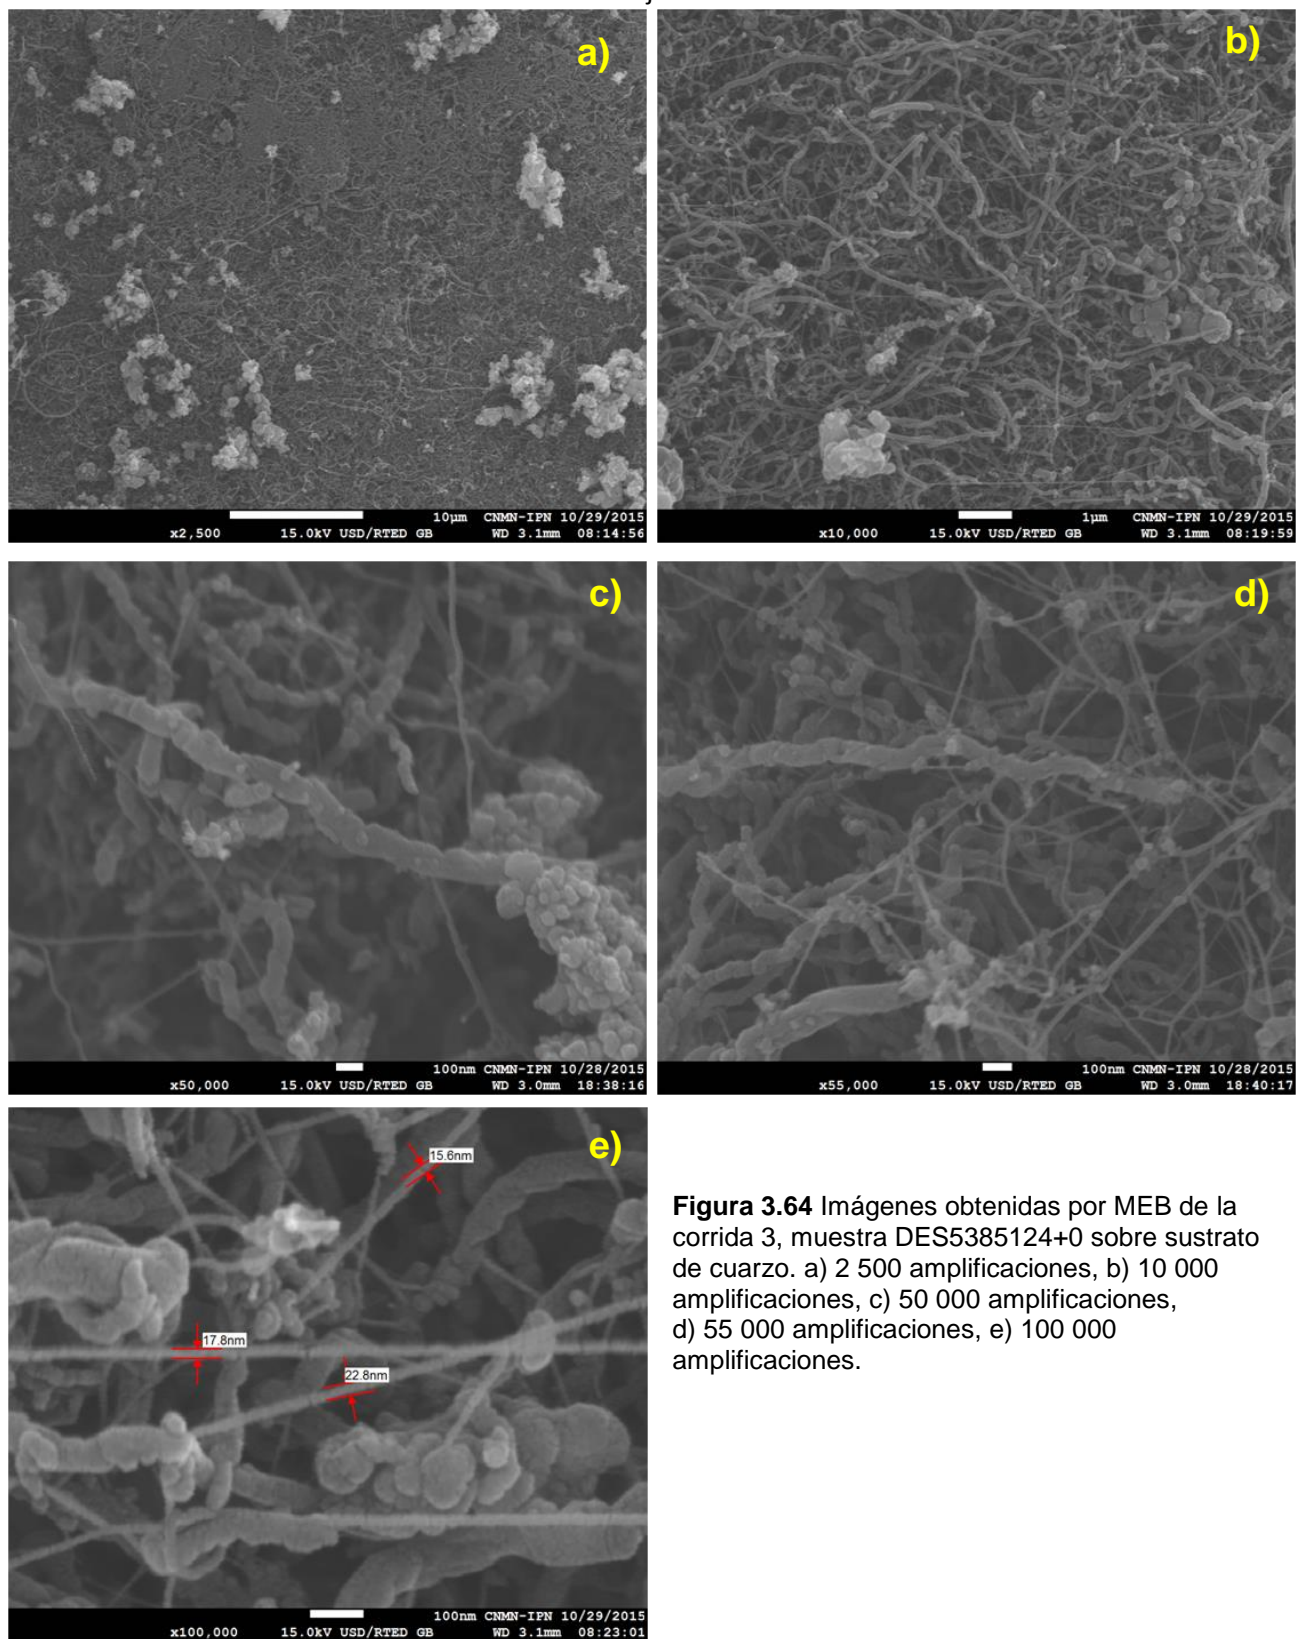 a)
10µm CNMN-IPN 10/29/2015
x2,500 15.0kV USD/RTED GB WD 3.1mm 08:14:56
b)
1µm CNMN-IPN 10/29/2015
x10,000 15.0kV USD/RTED GB WD 3.1mm 08:19:59
c)
100nm CNMN-IPN 10/28/2015
x50,000 15.0kV USD/RTED GB WD 3.0mm 18:38:16
d)
100nm CNMN-IPN 10/28/2015
x55,000 15.0kV USD/RTED GB WD 3.0mm 18:40:17
e)
15.6nm
17.8nm
22.8nm
100nm CNMN-IPN 10/29/2015
x100,000 15.0kV USD/RTED GB WD 3.1mm 08:23:01
Figura 3.64 Imágenes obtenidas por MEB de la
corrida 3, muestra DES5385124+0 sobre sustrato
de cuarzo. a) 2 500 amplificaciones, b) 10 000
amplificaciones, c) 50 000 amplificaciones,
d) 55 000 amplificaciones, e) 100 000
amplificaciones.